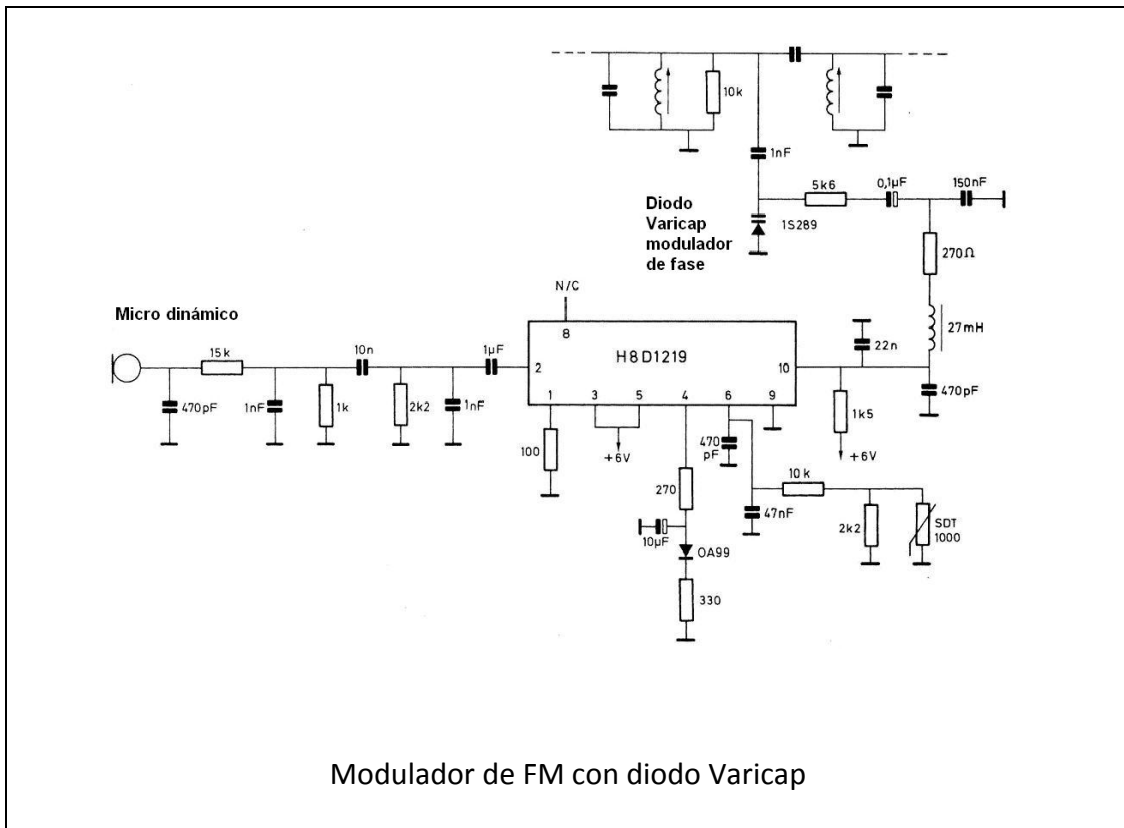 10k
1nF
5k6
0,1µF
150nF
Diodo
Varicap
modulador
de fase
1S289
270Ω
N/C
Micro dinámico
8
27mH
15k
10n
1µF
H8D1219
22n
2
10
470pF
1nF
1k
2k2
1nF
1
3
5
4
6
9
1k5
470pF
100
+6V
470
pF
+6V
270
10k
47nF
2k2
SDT
1000
10µF
OA99
330
Modulador de FM con diodo Varicap